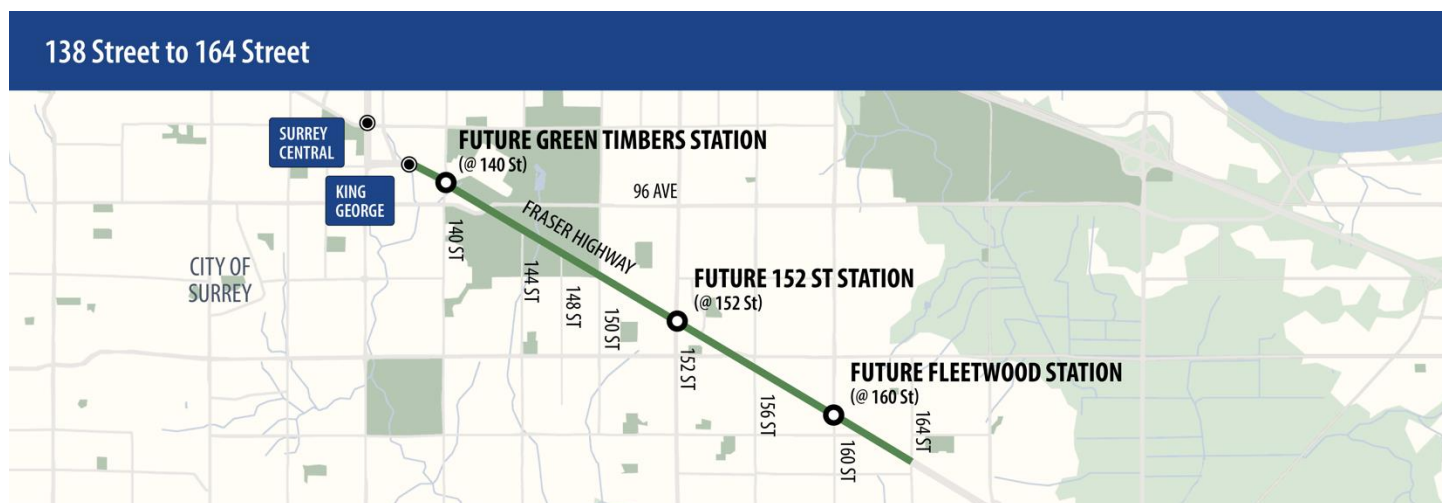 138 Street to 164 Street
SURREY
CENTRAL
KING
GEORGE
FUTURE GREEN TIMBERS STATION
(@ 140 St)
96 AVE
FRASER HIGHWAY
CITY OF
SURREY
140 ST
144 ST
148 ST
150 ST
FUTURE 152 ST STATION
(@ 152 St)
152 ST
156 ST
FUTURE FLEETWOOD STATION
(@ 160 St)
160 ST
164 ST